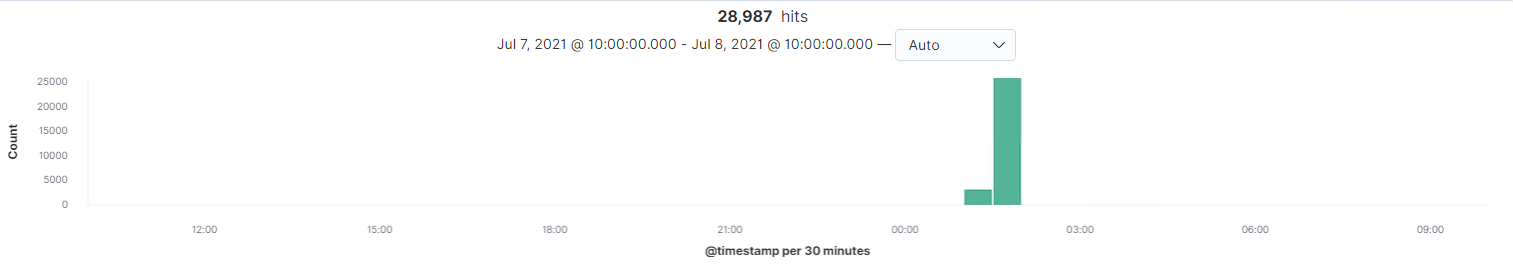 28,987 hits
Jul 7, 2021 @ 10:00:00.000 - Jul 8, 2021 @ 10:00:00.000 — Auto
Count
25000
20000
15000
10000
5000
0
12:00 15:00 18:00 21:00 00:00 03:00 06:00 09:00
@timestamp per 30 minutes